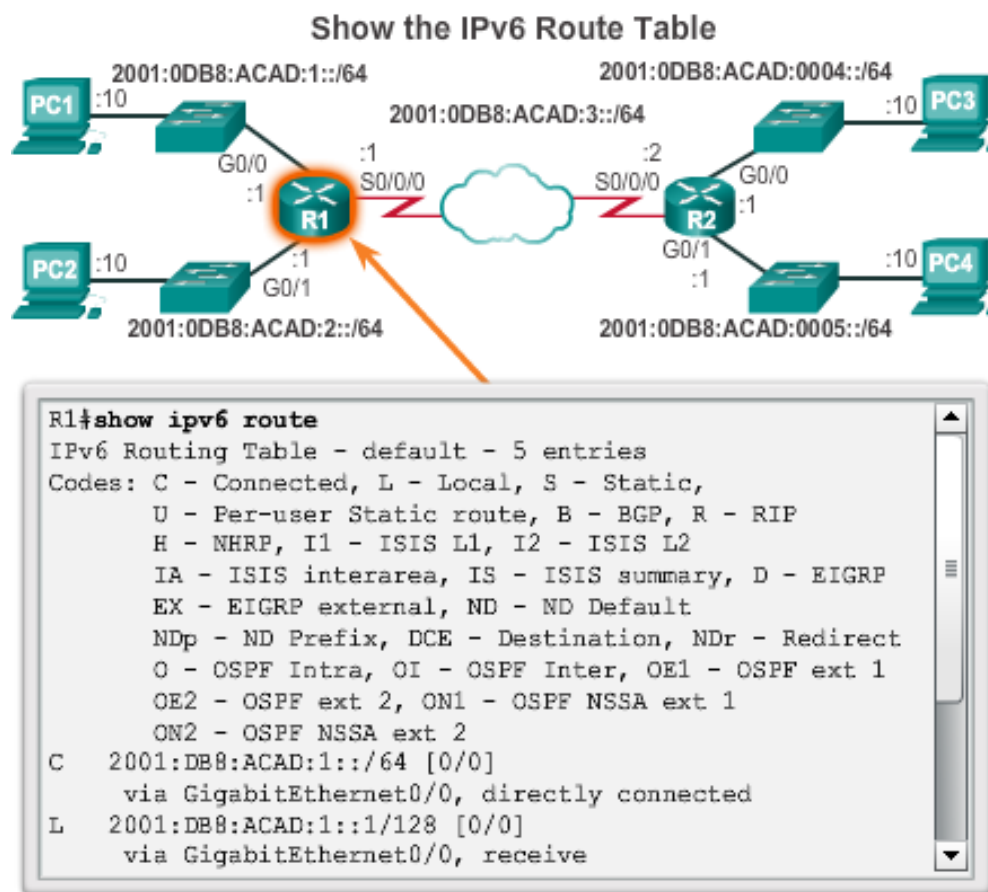 Show the IPv6 Route Table
2001:0DB8:ACAD:1::/64
2001:0DB8:ACAD:0004::/64
PC1
:10
:10
PC3
2001:0DB8:ACAD:3::/64
G0/0
:1
:2
G0/0
:1
S0/0/0
S0/0/0
:1
R1
R2
PC2
:10
:1
G0/1
G0/1
:1
:10
PC4
2001:0DB8:ACAD:2::/64
2001:0DB8:ACAD:0005::/64
R1#show ipv6 route
IPv6 Routing Table - default - 5 entries
Codes: C - Connected, L - Local, S - Static,
U - Per-user Static route, B - BGP, R - RIP
H - NHRP, I1 - ISIS L1, I2 - ISIS L2
IA - ISIS interarea, IS - ISIS summary, D - EIGRP
EX - EIGRP external, ND - ND Default
NDp - ND Prefix, DCE - Destination, NDr - Redirect
O - OSPF Intra, OI - OSPF Inter, OE1 - OSPF ext 1
OE2 - OSPF ext 2, ON1 - OSPF NSSA ext 1
ON2 - OSPF NSSA ext 2
C 2001:DB8:ACAD:1::/64 [0/0]
via GigabitEthernet0/0, directly connected
L 2001:DB8:ACAD:1::1/128 [0/0]
via GigabitEthernet0/0, receive